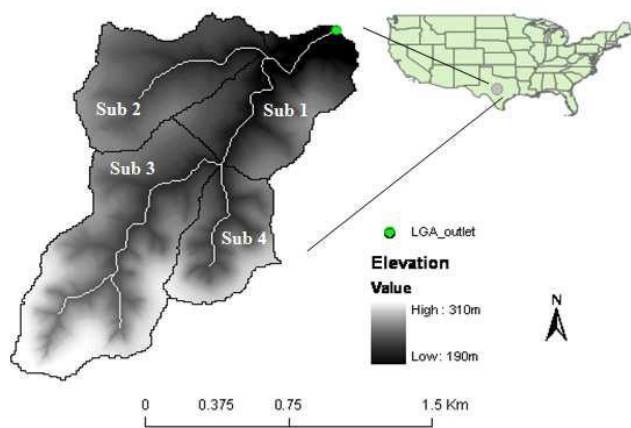 Sub 2
Sub 1
Sub 3
Sub 4
LGA_outlet
Elevation
Value
High : 310m
Low: 190m
N
0 0.375 0.75 1.5 Km